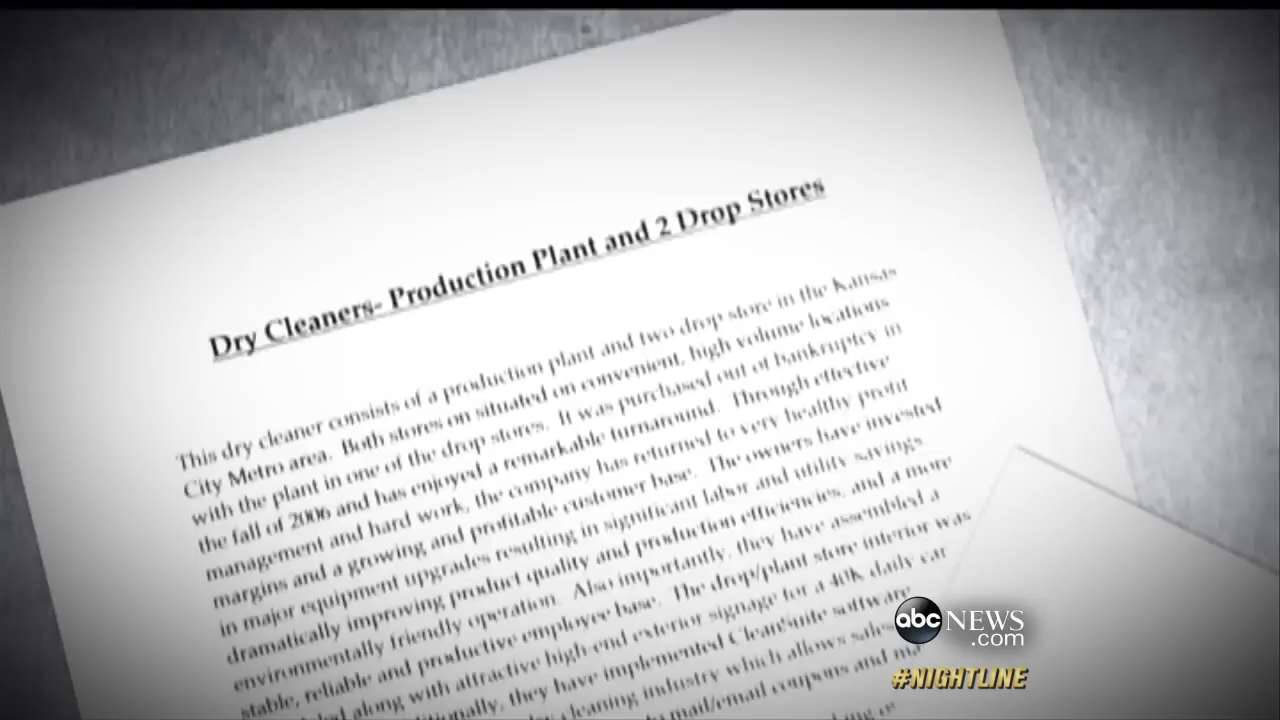 Dry Cleaners- Production Plant and 2 Drop Stores
This dry cleaner consists of a production plant and two drop store in the Kansas
City Metro area. Both stores on situated on convenient, high volume locations
with the plant in one of the drop stores. It was purchased out of bankruptcy in
the fall of 2006 and has enjoyed a remarkable turnaround. Through effective
management and hard work, the company has returned to very healthy profit
margins and a growing and profitable customer base. The owners have invested
in major equipment upgrades resulting in significant labor and utility savings,
dramatically improving product quality and production efficiencies, and a more
environmentally friendly operation. Also importantly, they have assembled a
stable, reliable and productive employee base. The drop/plant store interior was
along with attractive high-end exterior signage for a 40K daily car
they have implemented CleanSuite software
cleaning industry which allows sales
mail/email coupons and
abc NEWS
.com
#NIGHTLINE